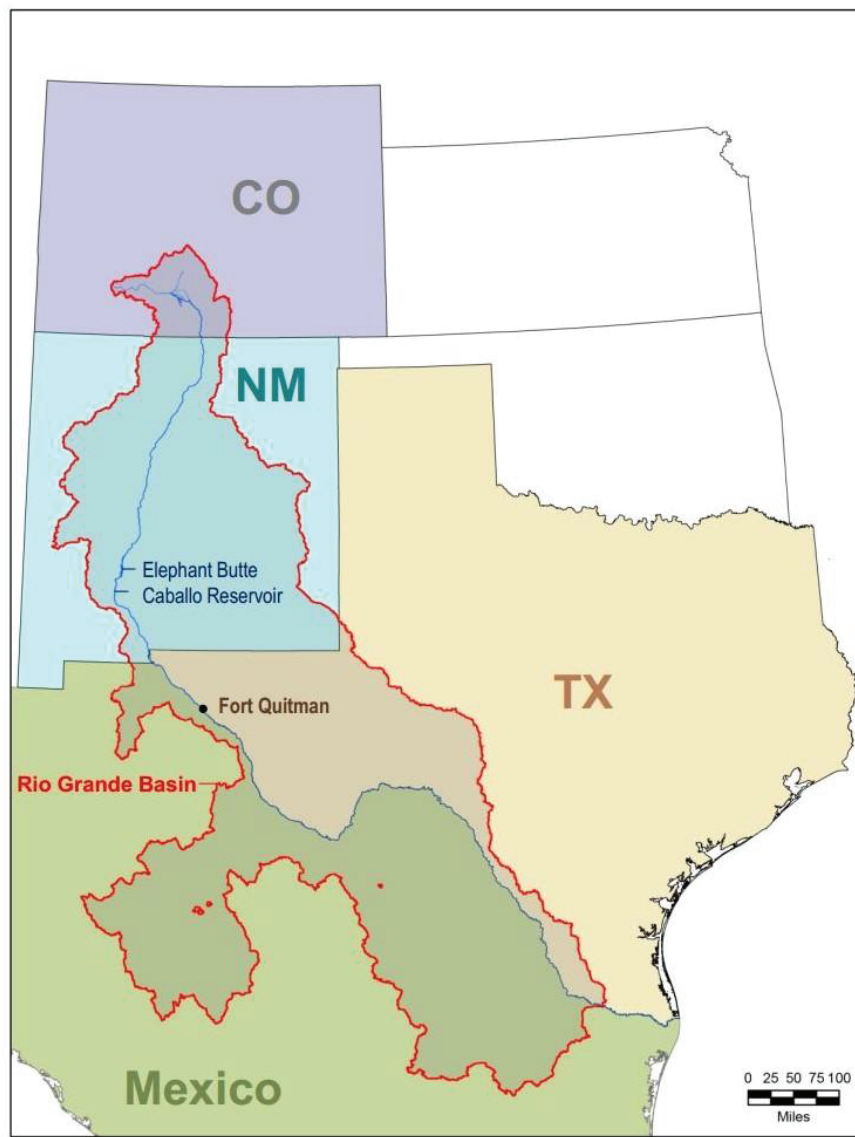 CO
NM
Elephant Butte
Caballo Reservoir
TX
Fort Quitman
Rio Grande Basin
Mexico
0 25 50 75 100
Miles